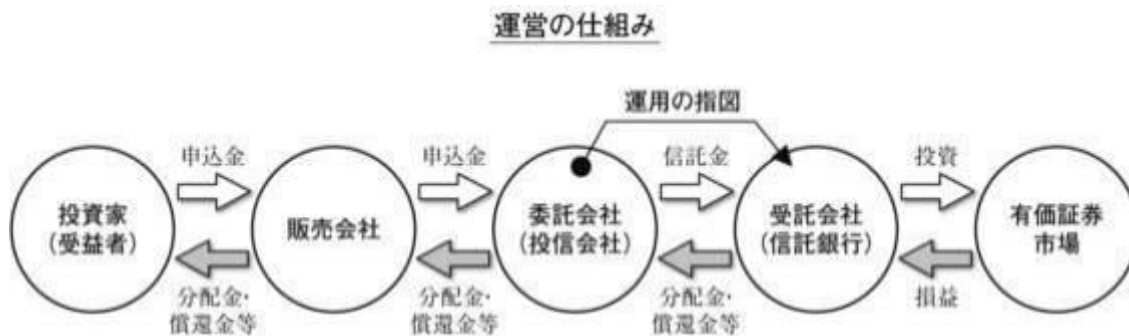 運営の仕組み
運用の指図
申込金
申込金
信託金
投資
投資家
(受益者)
販売会社
委託会社
(投信会社)
受託会社
(信託銀行)
有価証券
市場
分配金・
償還金等
分配金・
償還金等
分配金・
償還金等
損益